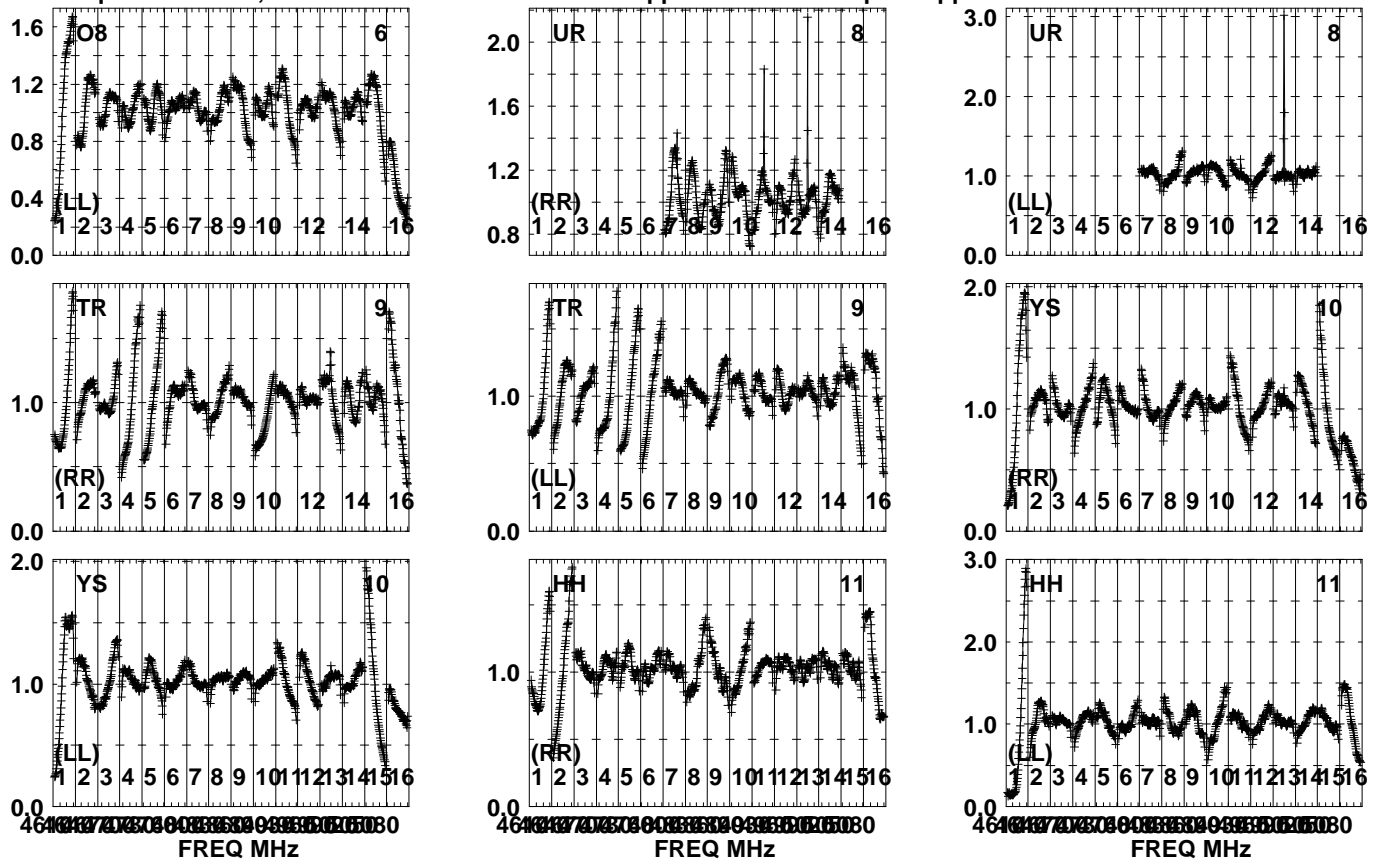 1.6 O8 6
1.2
0.8
0.4
(LL)
1 2 3 4 5 6 7 8 9 10 12 14 16
0.0
UR 8
2.0
1.6
1.2
(RR)
1 2 3 4 5 6 7 8 9 10 12 14 16
0.8
3.0 UR 8
2.0
1.0
(LL)
1 2 3 4 5 6 7 8 9 10 12 14 16
0.0
TR 9
1.0
(RR)
1 2 3 4 5 6 7 8 9 10 12 14 16
0.0
TR 9
1.0
(LL)
1 2 3 4 5 6 7 8 9 10 12 14 16
0.0
2.0 YS 10
1.0
(RR)
1 2 3 4 5 6 7 8 9 10 12 14 16
0.0
2.0 YS 10
1.0
(LL)
1 2 3 4 5 6 7 8 9 10 11 12 13 14 15 16
0.0
FREQ MHz
HH 11
1.0
(RR)
1 2 3 4 5 6 7 8 9 10 11 12 13 14 15 16
0.0
FREQ MHz
3.0 HH 11
2.0
1.0
(LL)
1 2 3 4 5 6 7 8 9 10 11 12 13 14 15 16
0.0
FREQ MHz